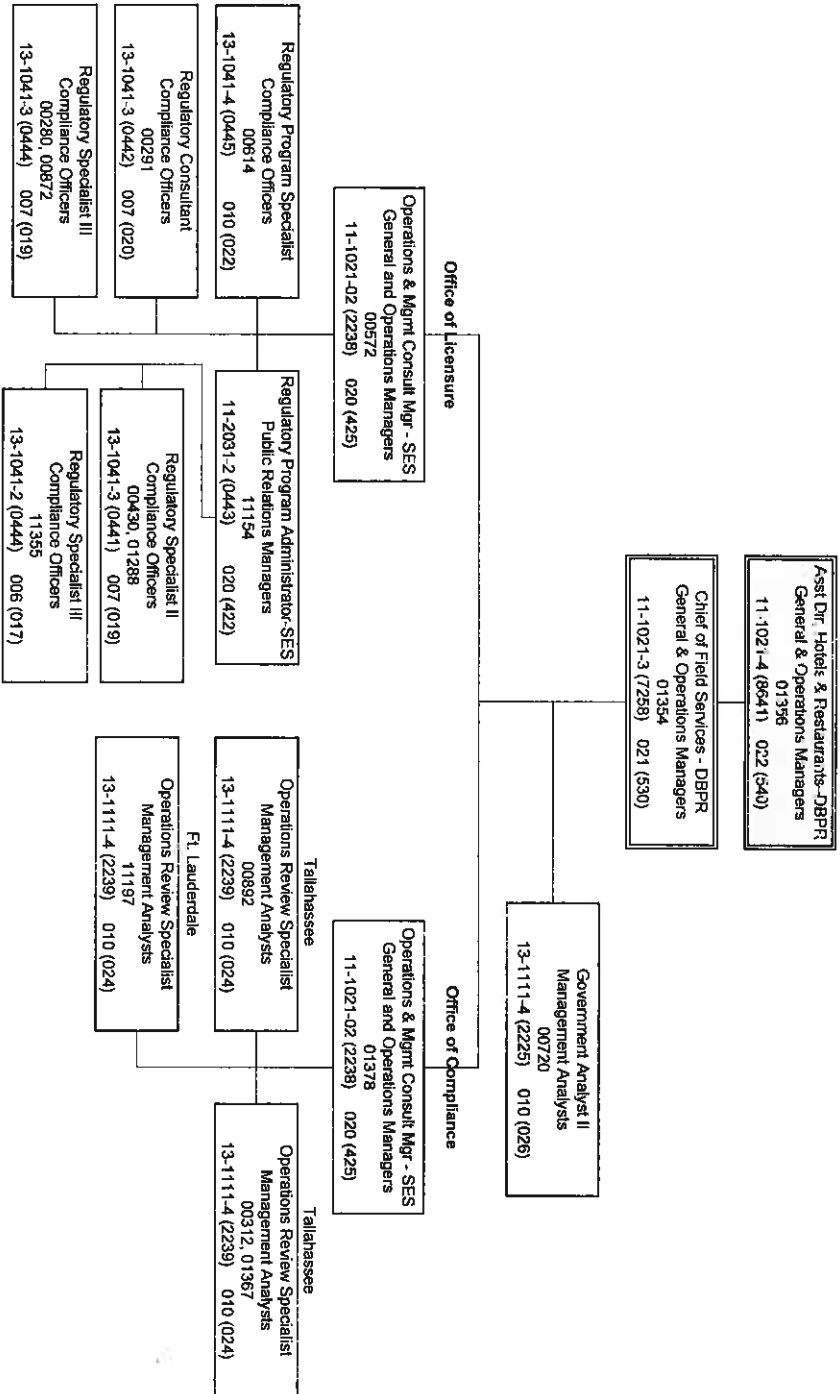 Asst Dir. Hotels & Restaurants--DBPR
General & Operations Managers
01356
11-1021-4 (8641) 022 (540)
Chief of Field Services - DBPR
General & Operations Managers
01354
11-1021-3 (7258) 021 (530)
Government Analyst II
Management Analysts
00720
13-1111-4 (2225) 010 (026)
Office of Licensure
Operations & Mgmt Consult Mgr - SES
General and Operations Managers
00572
11-1021-02 (2238) 020 (425)
Regulatory Program Specialist
Compliance Officers
00614
13-1041-4 (0445) 010 (022)
Regulatory Program Administrator-SES
Public Relations Managers
11154
11-2031-2 (0443) 020 (422)
Regulatory Consultant
Compliance Officers
00291
13-1041-3 (0442) 007 (020)
Regulatory Specialist II
Compliance Officers
00430, 01288
13-1041-3 (0441) 007 (019)
Regulatory Specialist III
Compliance Officers
00280, 00872
13-1041-3 (0444) 007 (019)
Regulatory Specialist III
Compliance Officers
11355
13-1041-2 (0444) 006 (017)
Office of Compliance
Operations & Mgmt Consult Mgr - SES
General and Operations Managers
01378
11-1021-02 (2238) 020 (425)
Tallahassee
Operations Review Specialist
Management Analysts
00892
13-1111-4 (2239) 010 (024)
Tallahassee
Operations Review Specialist
Management Analysts
00312, 01367
13-1111-4 (2239) 010 (024)
Ft. Lauderdale
Operations Review Specialist
Management Analysts
11197
13-1111-4 (2239) 010 (024)